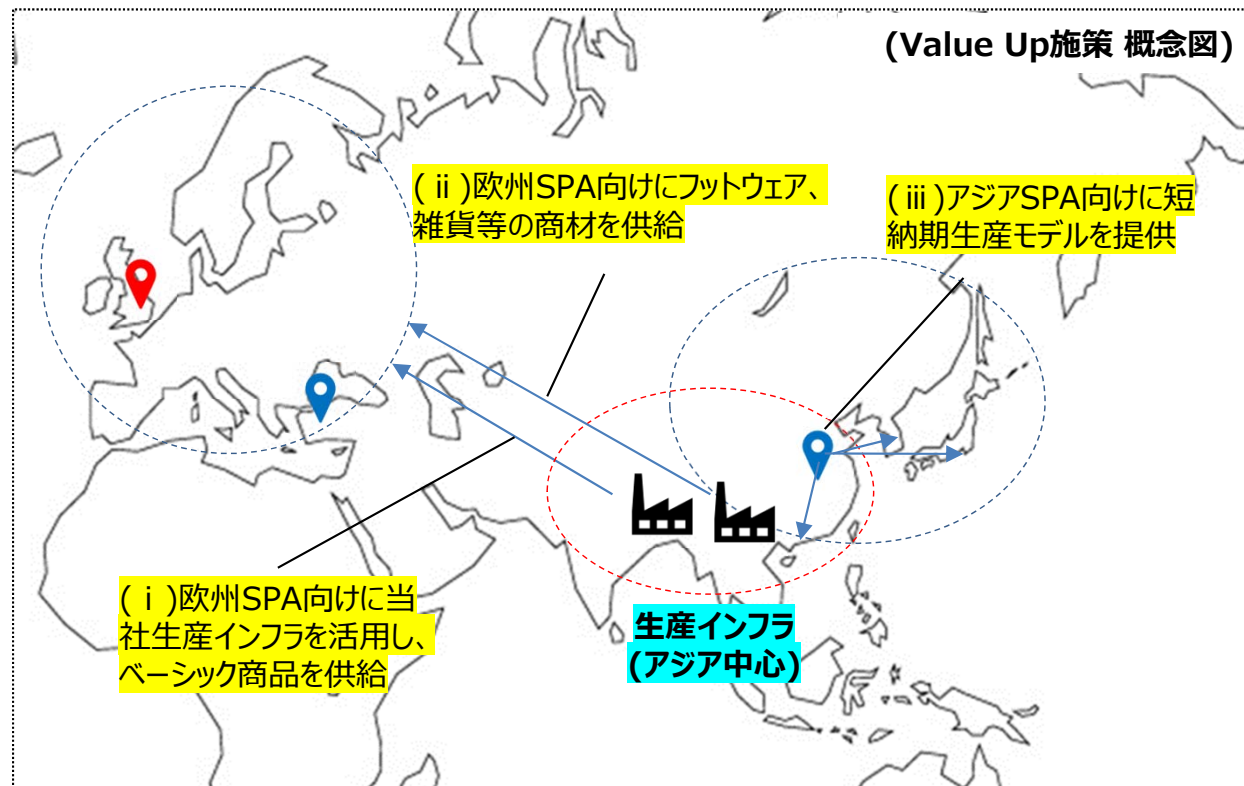 (Value Up施策 概念図)
(ⅱ)欧州SPA向けにフットウェア、
雑貨等の商材を供給
(ⅲ)アジアSPA向けに短
納期生産モデルを提供
(ⅰ)欧州SPA向けに当
社生産インフラを活用し、
ベーシック商品を供給
生産インフラ
(アジア中心)